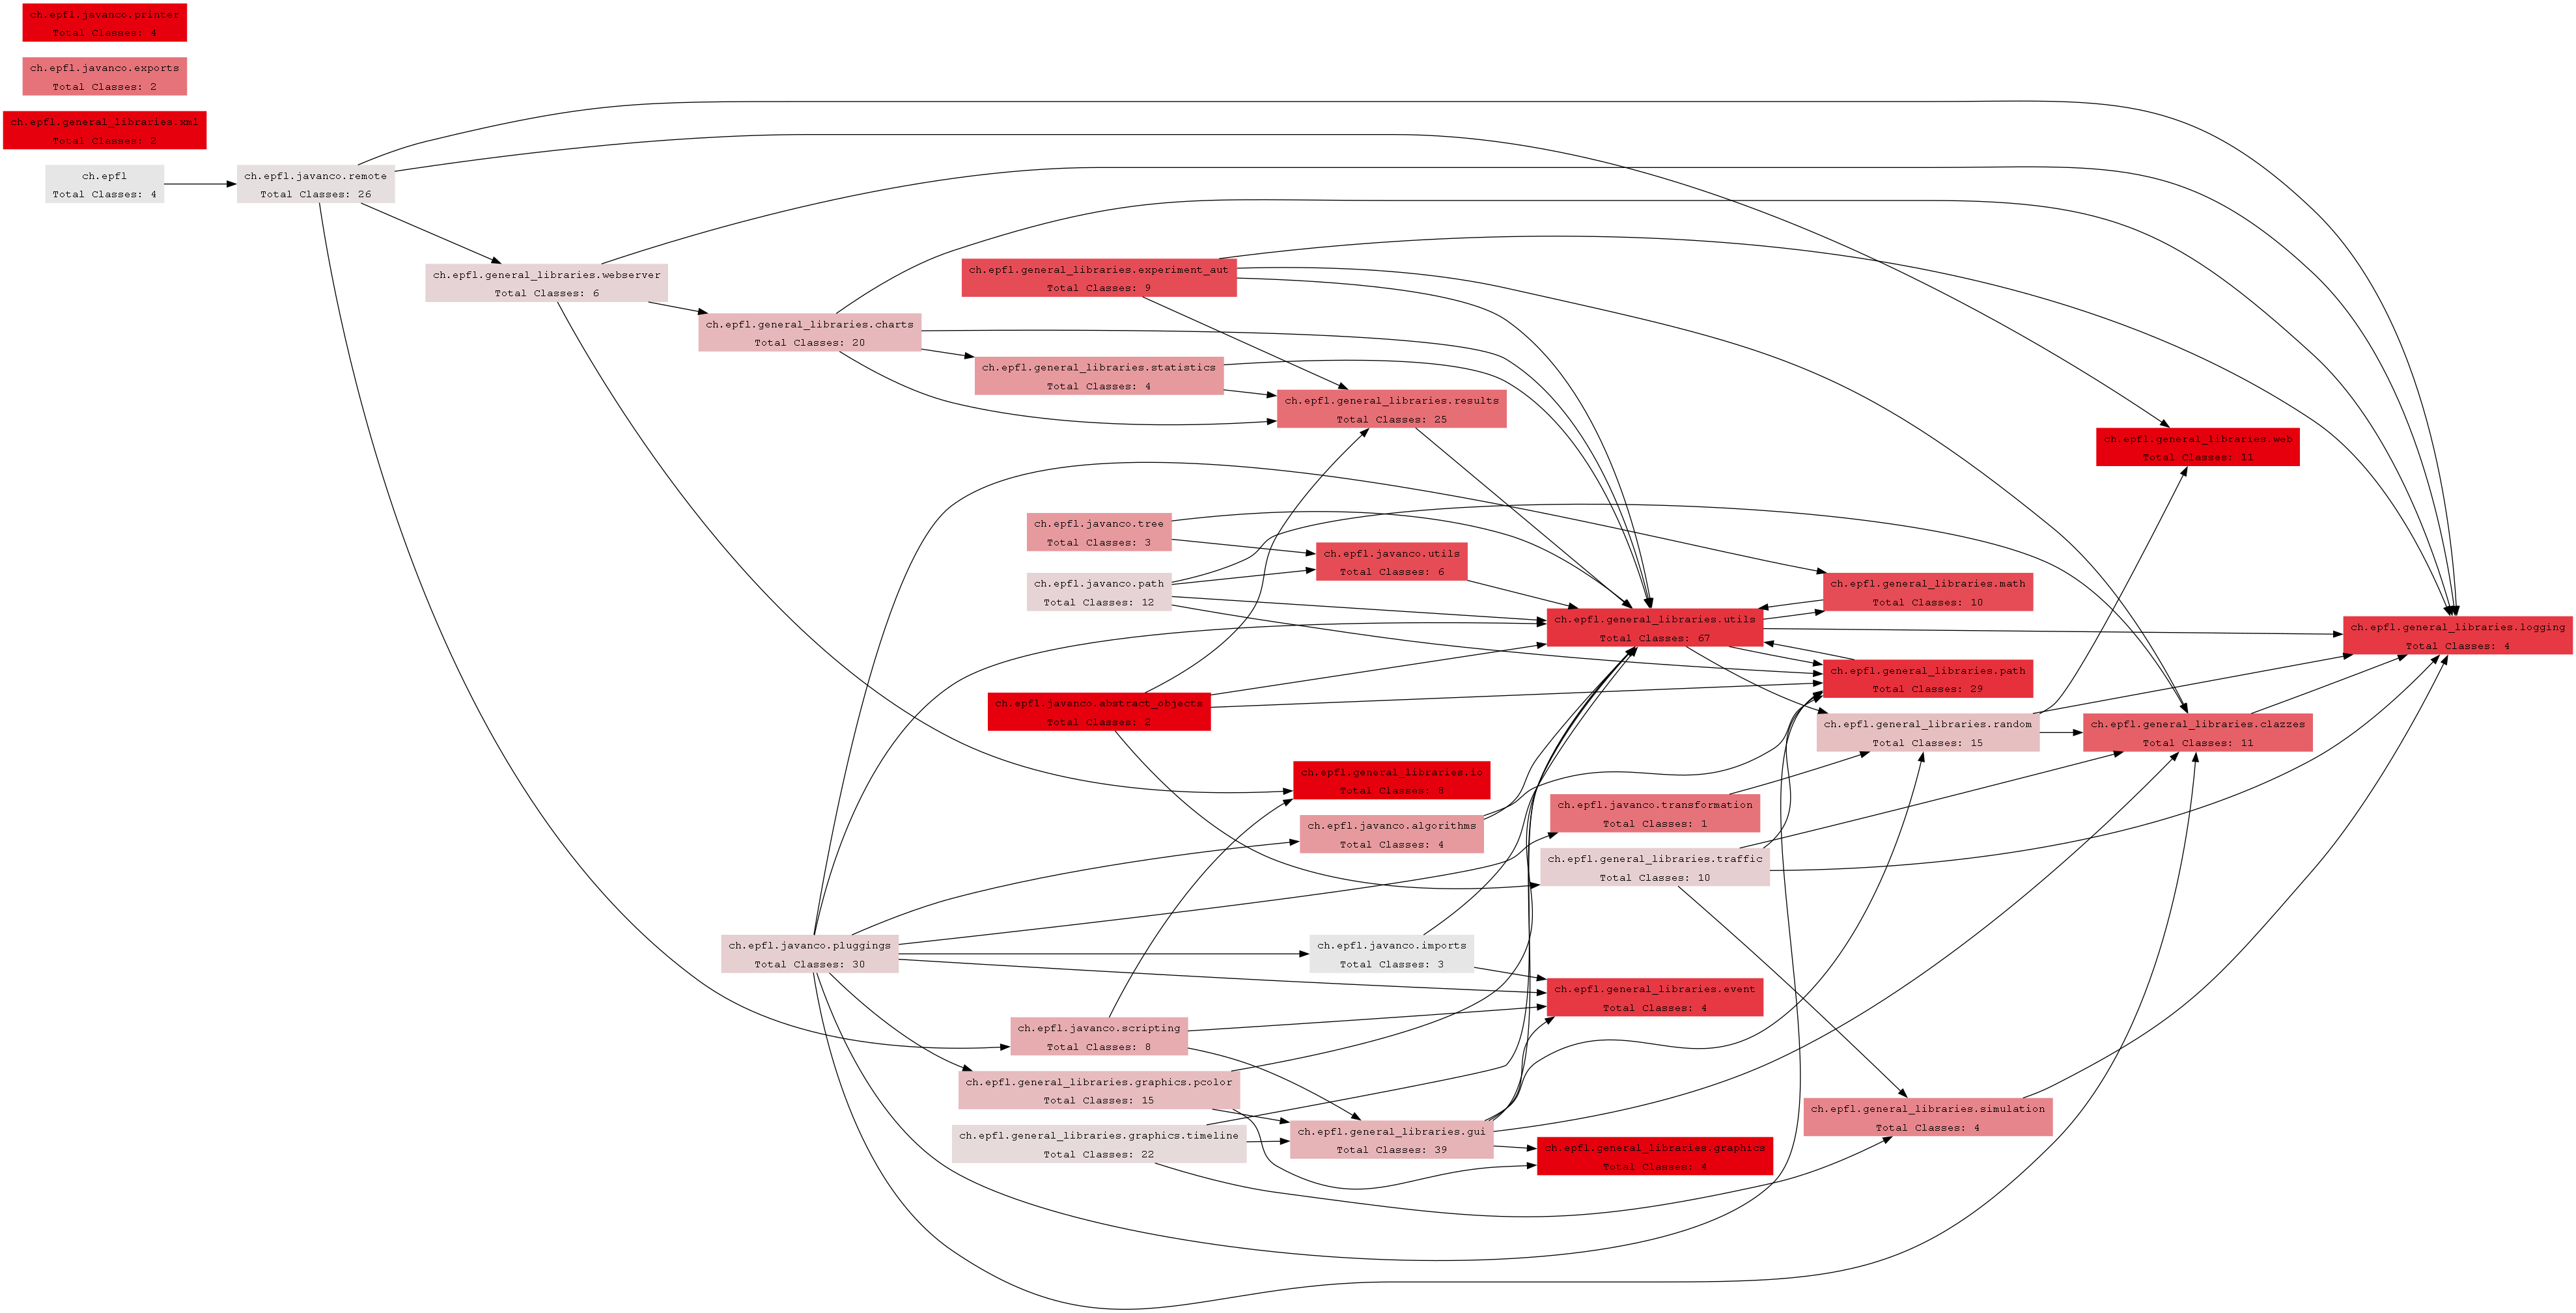 ch.epfl.javanco.printer
Total Classes: 4
ch.epfl.javanco.exports
Total Classes: 2
ch.epfl.general_libraries.xml
Total Classes: 2
ch.epfl
Total Classes: 4
ch.epfl.javanco.remote
Total Classes: 26
ch.epfl.general_libraries.webserver
Total Classes: 6
ch.epfl.general_libraries.experiment_aut
Total Classes: 9
ch.epfl.general_libraries.charts
Total Classes: 20
ch.epfl.general_libraries.statistics
Total Classes: 4
ch.epfl.general_libraries.results
Total Classes: 25
ch.epfl.general_libraries.web
Total Classes: 11
ch.epfl.javanco.tree
Total Classes: 3
ch.epfl.javanco.utils
Total Classes: 6
ch.epfl.javanco.path
Total Classes: 12
ch.epfl.general_libraries.math
Total Classes: 10
ch.epfl.general_libraries.utils
Total Classes: 67
ch.epfl.general_libraries.logging
Total Classes: 4
ch.epfl.general_libraries.path
Total Classes: 29
ch.epfl.javanco.abstract_objects
Total Classes: 2
ch.epfl.general_libraries.random
Total Classes: 15
ch.epfl.general_libraries.clazzes
Total Classes: 11
ch.epfl.general_libraries.io
Total Classes: 8
ch.epfl.javanco.transformation
Total Classes: 1
ch.epfl.javanco.algorithms
Total Classes: 4
ch.epfl.general_libraries.traffic
Total Classes: 10
ch.epfl.javanco.pluggings
Total Classes: 30
ch.epfl.javanco.imports
Total Classes: 3
ch.epfl.general_libraries.event
Total Classes: 4
ch.epfl.javanco.scripting
Total Classes: 8
ch.epfl.general_libraries.graphics.pcolor
Total Classes: 15
ch.epfl.general_libraries.simulation
Total Classes: 4
ch.epfl.general_libraries.graphics.timeline
Total Classes: 22
ch.epfl.general_libraries.gui
Total Classes: 39
ch.epfl.general_libraries.graphics
Total Classes: 4